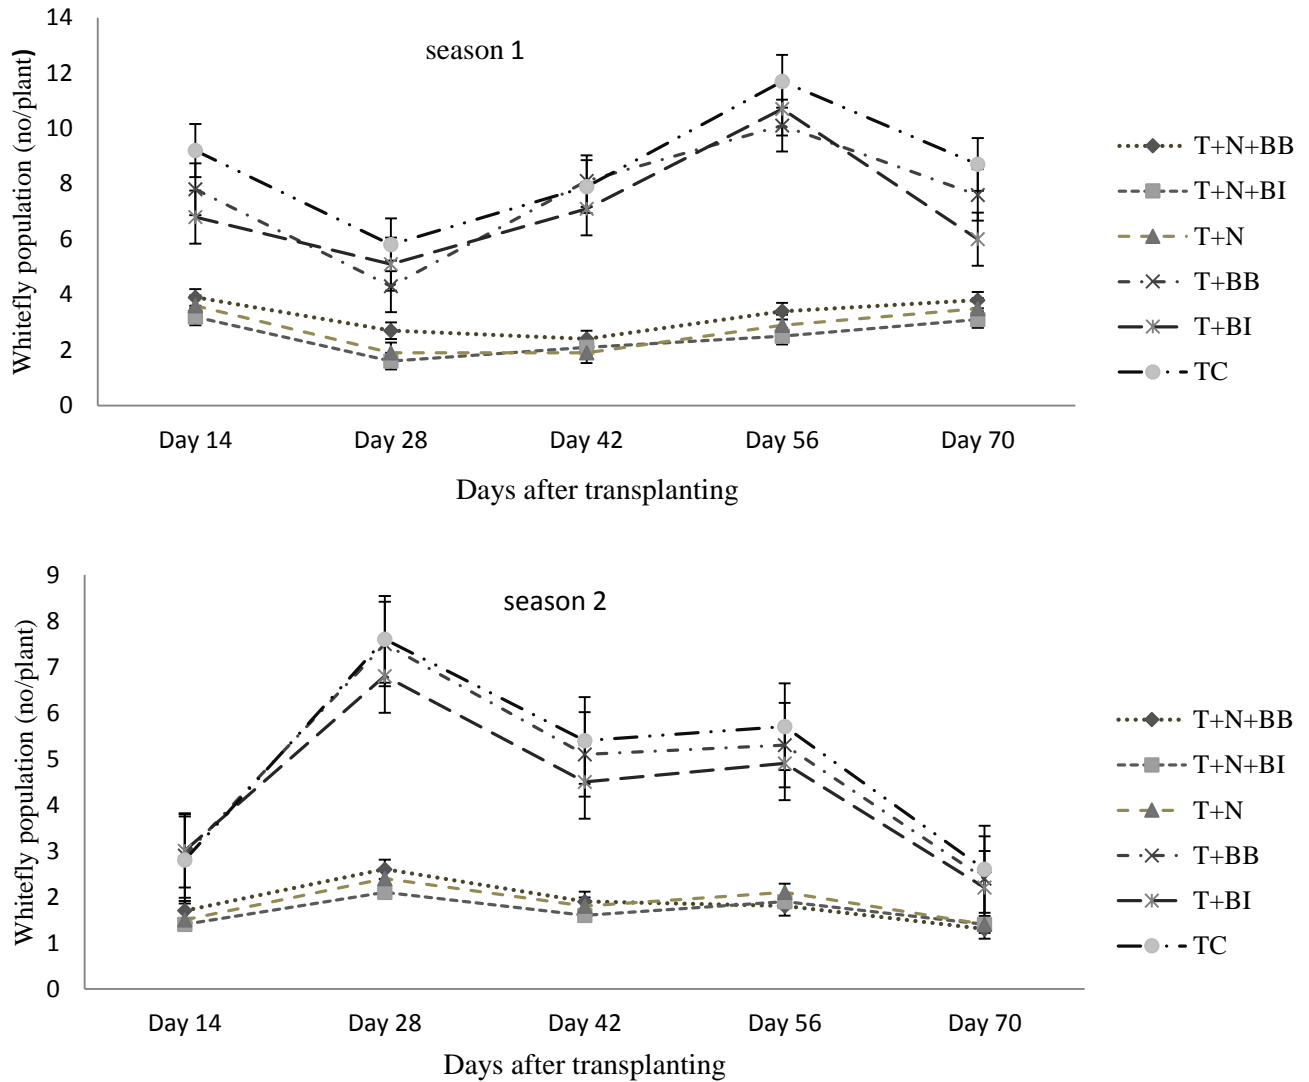 season 1
Whitefly population (no/plant)
14
12
10
8
6
4
2
0
Day 14 Day 28 Day 42 Day 56 Day 70
Days after transplanting
T+N+BB
T+N+BI
T+N
T+BB
T+BI
TC
season 2
Whitefly population (no/plant)
9
8
7
6
5
4
3
2
1
0
Day 14 Day 28 Day 42 Day 56 Day 70
Days after transplanting
T+N+BB
T+N+BI
T+N
T+BB
T+BI
TC